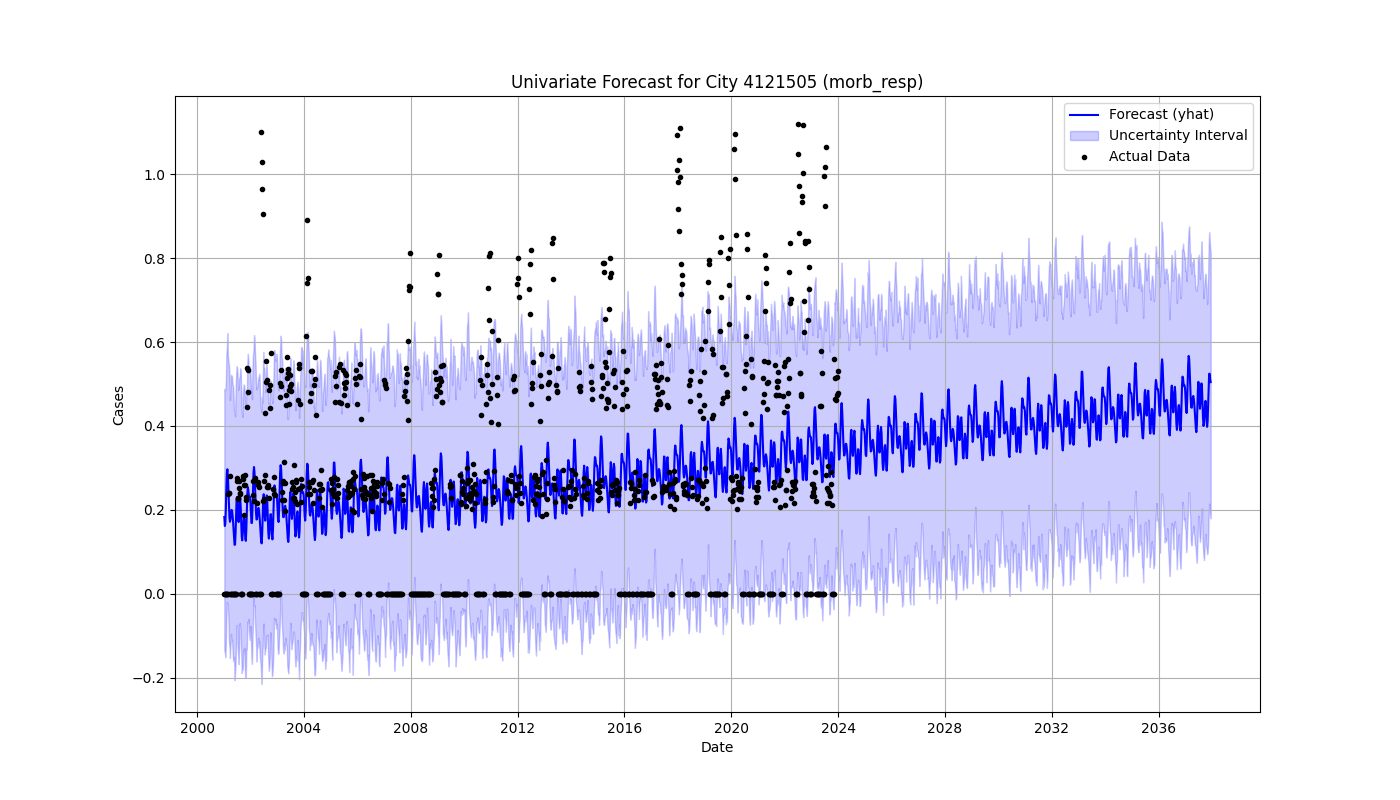 Univariate Forecast for City 4121505 (morb_resp)
Forecast (yhat)
Uncertainty Interval
Actual Data
Cases
1.0
0.8
0.6
0.4
0.2
0.0
−0.2
2000 2004 2008 2012 2016 2020 2024 2028 2032 2036
Date